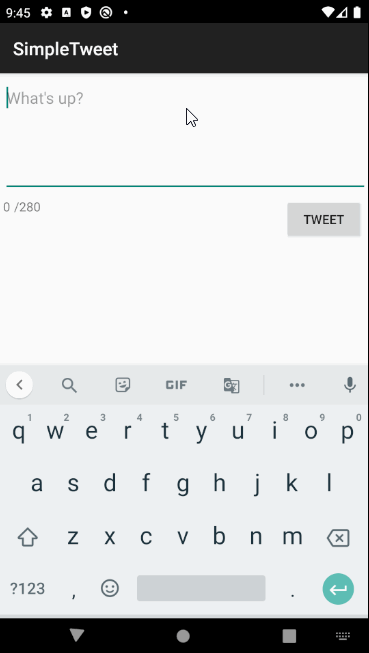 9:45
SimpleTweet
What's up?
0 /280
TWEET
GIF
1 2 3 4 5 6 7 8 9 0
q w e r t y u i o p
a s d f g h j k l
z x c v b n m
?123 , .